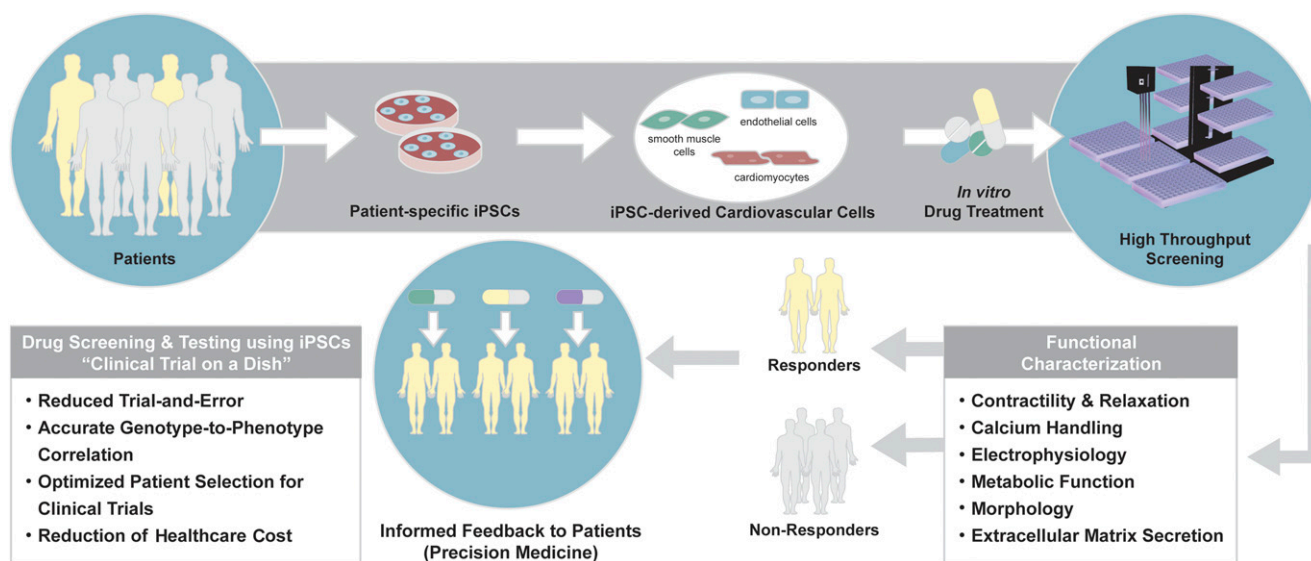 Patients
Patient-specific iPSCs
smooth muscle
cells
endothelial cells
cardiomyocytes
iPSC-derived Cardiovascular Cells
In vitro
Drug Treatment
High Throughput
Screening
Functional
Characterization
• Contractility & Relaxation
• Calcium Handling
• Electrophysiology
• Metabolic Function
• Morphology
• Extracellular Matrix Secretion
Responders
Non-Responders
Informed Feedback to Patients
(Precision Medicine)
Drug Screening & Testing using iPSCs
“Clinical Trial on a Dish”
• Reduced Trial-and-Error
• Accurate Genotype-to-Phenotype
Correlation
• Optimized Patient Selection for
Clinical Trials
• Reduction of Healthcare Cost